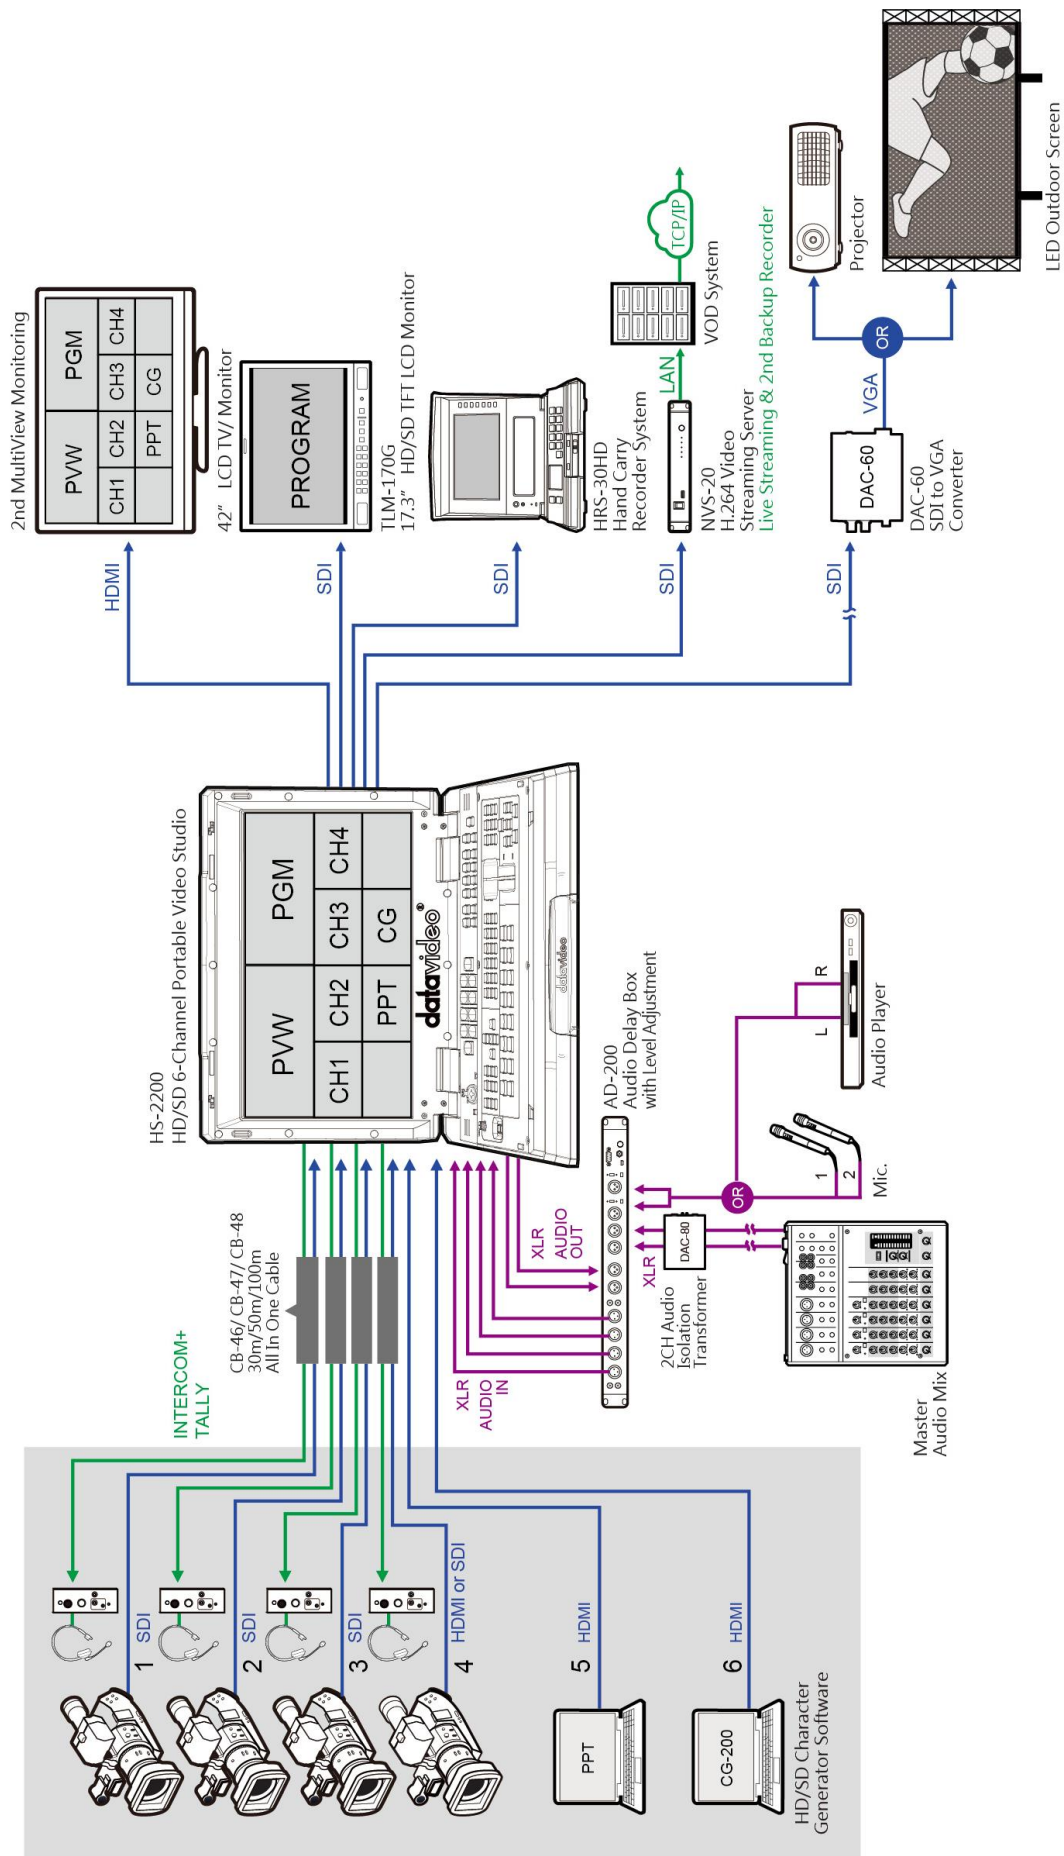 2nd MultiView Monitoring
PVW
PGM
CH1
CH2
CH3
CH4
PPT
CG
42” LCD TV/ Monitor
HDMI
PROGRAM
TLM-170G
17.3” HD/SD TFT LCD Monitor
SDI
HRS-30HD
Hand Carry
Recorder System
SDI
NVS-20
H.264 Video
Streaming Server
Live Streaming & 2nd Backup Recorder
SDI
LAN
VOD System
TCP/IP
DAC-60
DAC-60
SDI to VGA
Converter
SDI
VGA
OR
Projector
LED Outdoor Screen
HS-2200
HD/SD 6-Channel Portable Video Studio
PVW
PGM
CH1
CH2
CH3
CH4
PPT
CG
datavideo®
datavideo
CB-46/ CB-47/ CB-48
30m/50m/100m
All In One Cable
INTERCOM+
TALLY
1
SDI
2
SDI
3
SDI
4
HDMI or SDI
5
HDMI
PPT
6
HDMI
CG-200
HD/SD Character
Generator Software
XLR
AUDIO
IN
XLR
AUDIO
OUT
AD-200
Audio Delay Box
with Level Adjustment
XLR
DAC-80
2CH Audio
Isolation
Transformer
OR
Master
Audio Mix
1
2
Mic.
L
R
Audio Player